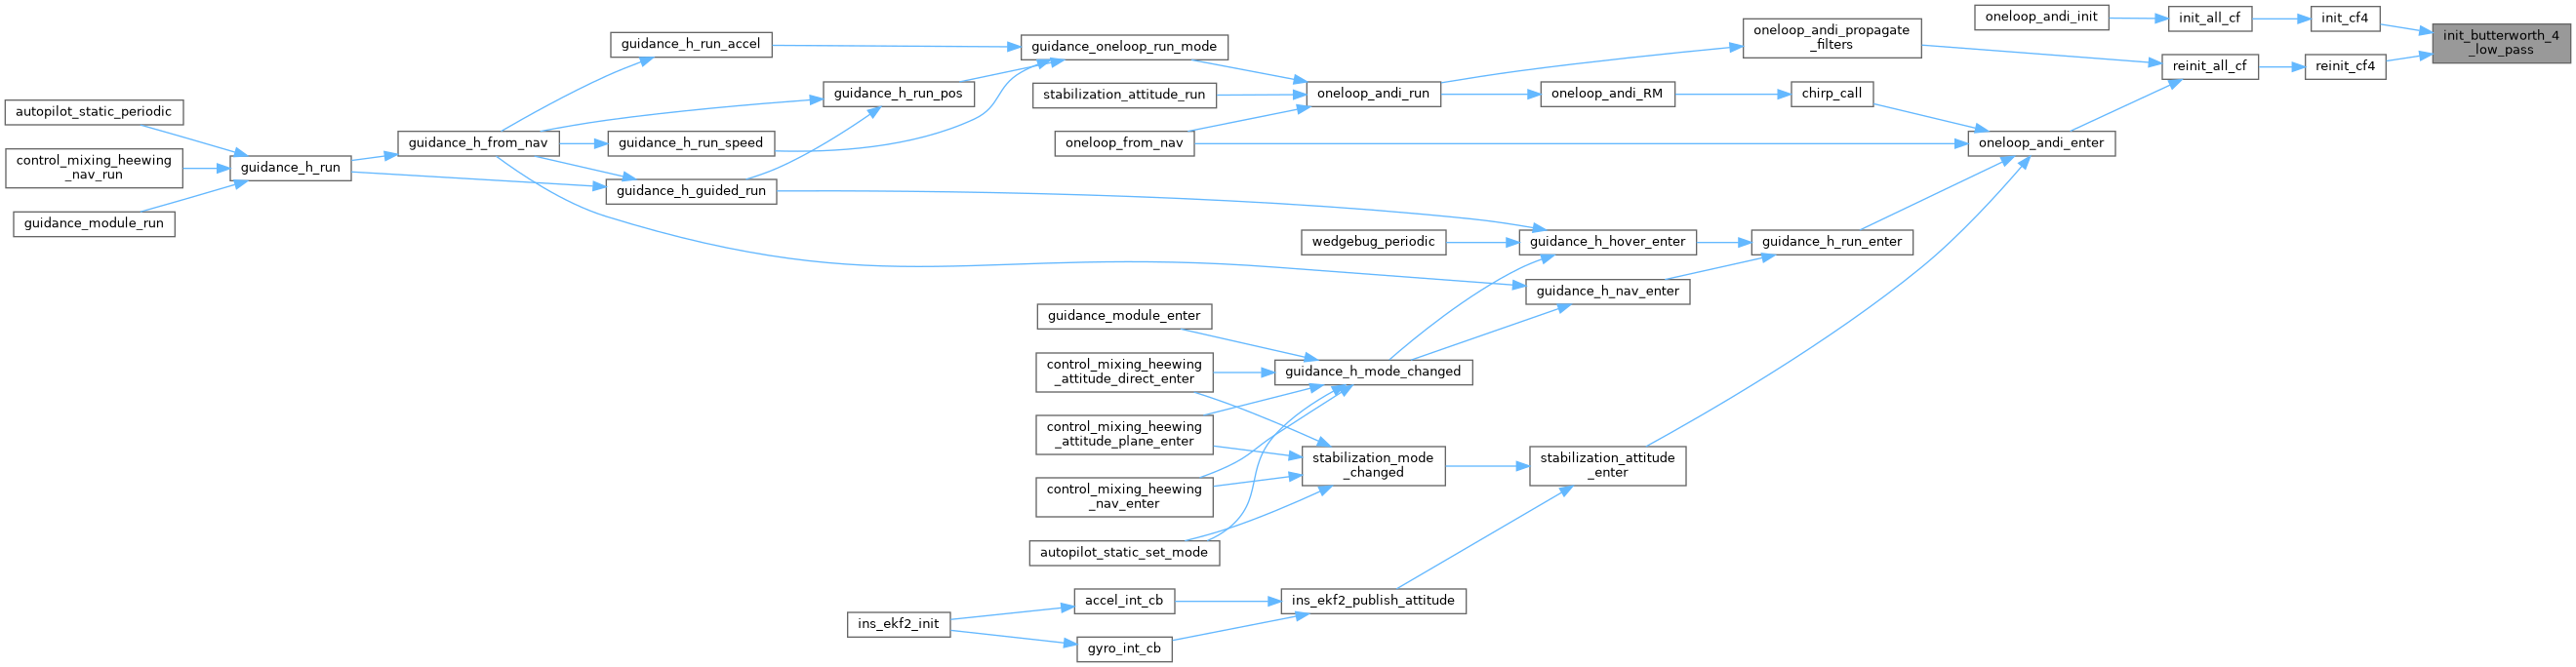 oneloop_andi_init
init_all_cf
init_cf4
init_butterworth_4
_low_pass
oneloop_andi_propagate
_filters
guidance_h_run_accel
guidance_oneloop_run_mode
reinit_all_cf
reinit_cf4
guidance_h_run_pos
stabilization_attitude_run
oneloop_andi_run
oneloop_andi_RM
chirp_call
autopilot_static_periodic
guidance_h_from_nav
guidance_h_run_speed
oneloop_from_nav
oneloop_andi_enter
control_mixing_heewing
_nav_run
guidance_h_run
guidance_h_guided_run
guidance_module_run
wedgebug_periodic
guidance_h_hover_enter
guidance_h_run_enter
guidance_h_nav_enter
guidance_module_enter
control_mixing_heewing
_attitude_direct_enter
guidance_h_mode_changed
control_mixing_heewing
_attitude_plane_enter
stabilization_mode
_changed
stabilization_attitude
_enter
control_mixing_heewing
_nav_enter
autopilot_static_set_mode
accel_int_cb
ins_ekf2_publish_attitude
ins_ekf2_init
gyro_int_cb